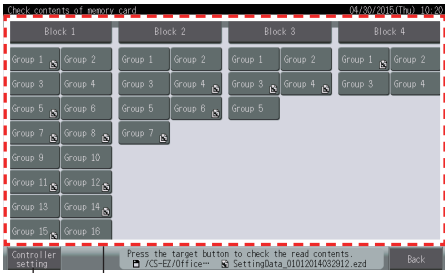 Check contents of memory card 04/30/2015(Thu) 10:20
Block 1 Block 2 Block 3 Block 4
Group 1 Group 2 Group 1 Group 2 Group 1 Group 2 Group 1 Group 2
Group 3 Group 4 Group 3 Group 4 Group 3 Group 4 Group 3 Group 4
Group 5 Group 6 Group 5 Group 6 Group 5
Group 7 Group 8 Group 7
Group 9 Group 10
Group 11 Group 12
Group 13 Group 14
Group 15 Group 16
Controller setting
Press the target button to check the read contents.
/CS-EZ/Office… SettingData_01012014032912.ezd
Back